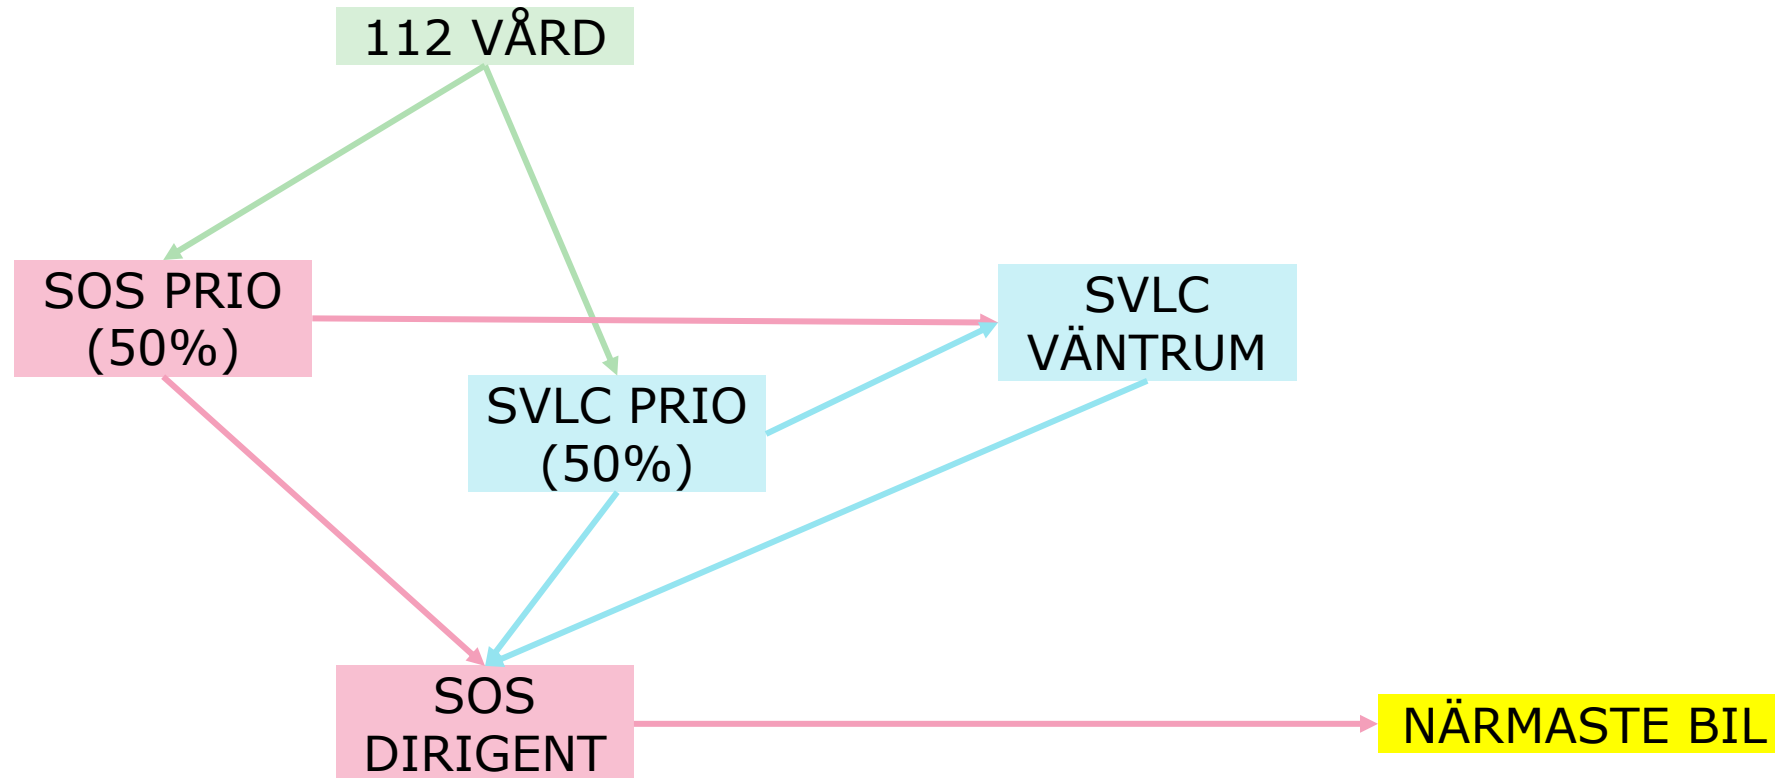 112 VÅRD
SOS PRIO
(50%)
SVLC
VÄNTRUM
SVLC PRIO
(50%)
SOS
DIRIGENT
NÄRMASTE BIL